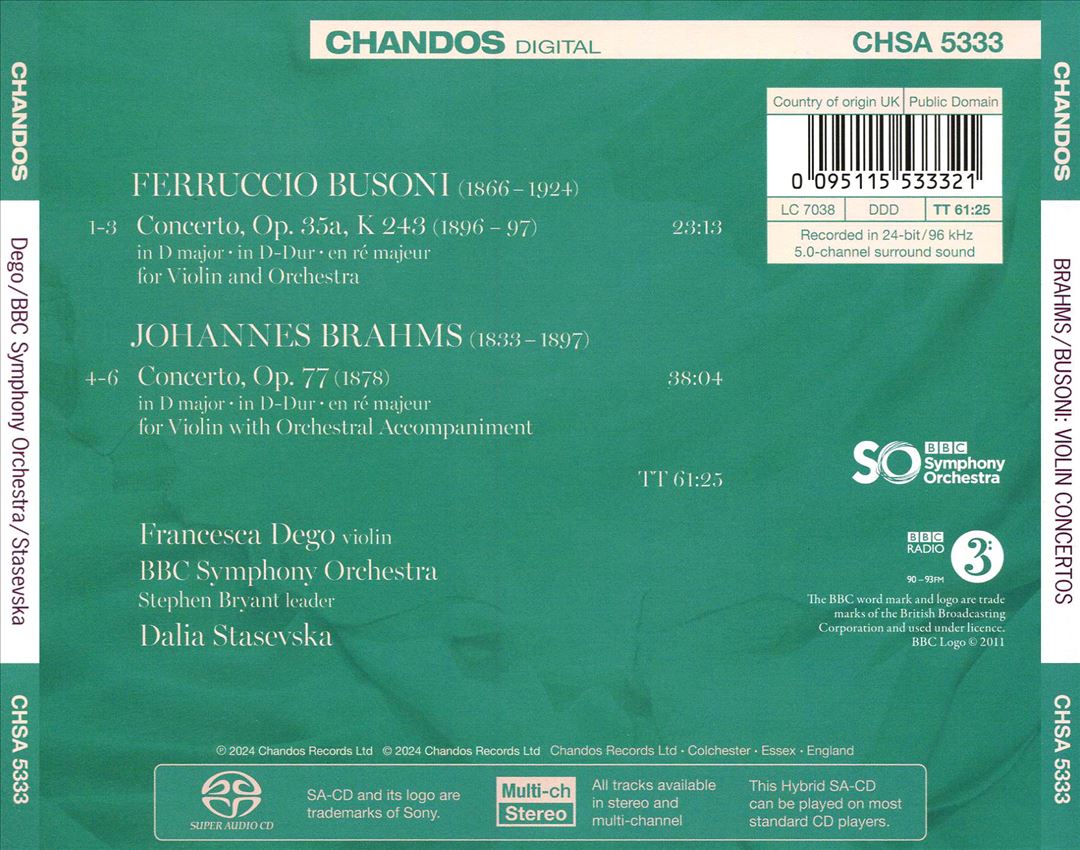 CHANDOS DIGITAL CHSA 5333
CHANDOS
Dego/BBC Symphony Orchestra/Stasevska
CHSA 5333
FERRUCCIO BUSONI (1866 – 1924)
1-3 Concerto, Op. 35a, K 243 (1896 – 97) 23:13
in D major · in D-Dur · en ré majeur
for Violin and Orchestra
JOHANNES BRAHMS (1833 – 1897)
4-6 Concerto, Op. 77 (1878) 38:04
in D major · in D-Dur · en ré majeur
for Violin with Orchestral Accompaniment
TT 61:25
Francesca Dego violin
BBC Symphony Orchestra
Stephen Bryant leader
Dalia Stasevska
Country of origin UK Public Domain
0 095115 533321
LC 7038 DDD TT 61:25
Recorded in 24-bit/96 kHz
5.0-channel surround sound
SO BBC
Symphony
Orchestra
BBC
RADIO
3
90 – 93FM
The BBC word mark and logo are trade
marks of the British Broadcasting
Corporation and used under licence.
BBC Logo © 2011
℗ 2024 Chandos Records Ltd © 2024 Chandos Records Ltd Chandos Records Ltd · Colchester · Essex · England
SUPER AUDIO CD
SA-CD and its logo are
trademarks of Sony.
Multi-ch
Stereo
All tracks available
in stereo and
multi-channel
This Hybrid SA-CD
can be played on most
standard CD players.
CHANDOS
BRAHMS/BUSONI: VIOLIN CONCERTOS
CHSA 5333